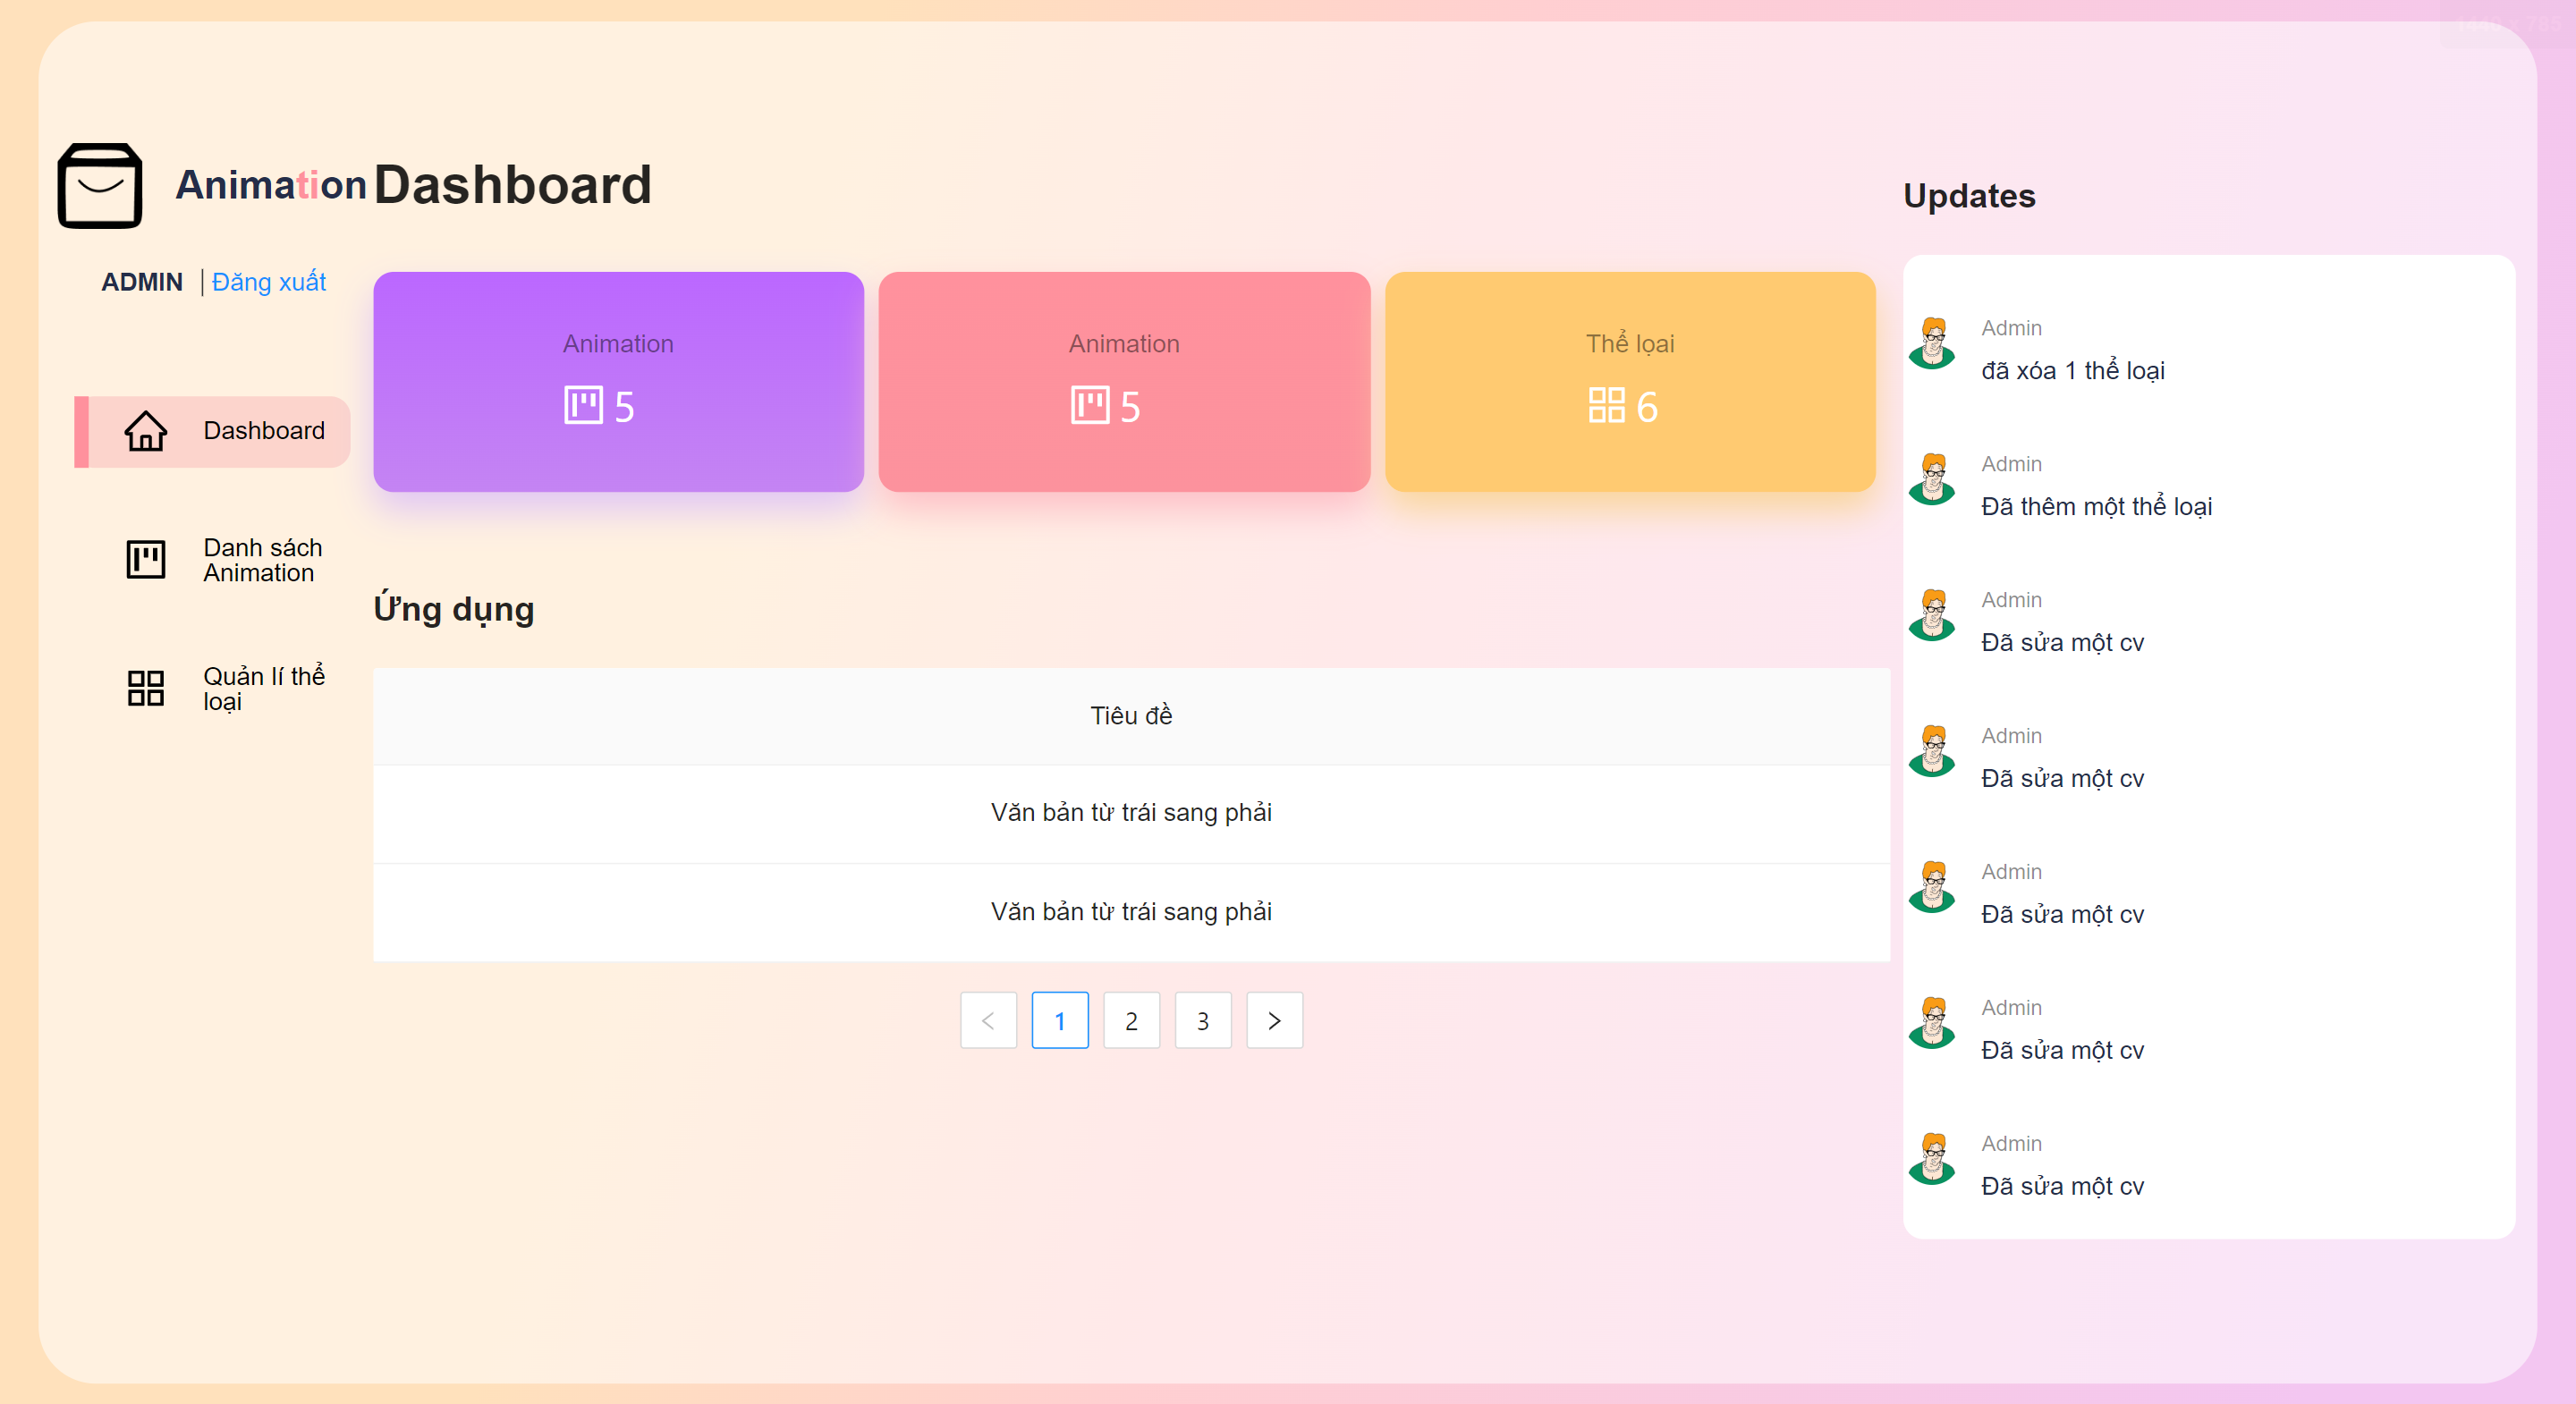 Animation
Dashboard
ADMIN | Đăng xuất
Dashboard
Danh sách
Animation
Quản lí thể
loại
Animation
5
Animation
5
Thể lọai
6
Ứng dụng
Tiêu đề
Văn bản từ trái sang phải
Văn bản từ trái sang phải
1
2
3
Updates
Admin
đã xóa 1 thể loại
Admin
Đã thêm một thể loại
Admin
Đã sửa một cv
Admin
Đã sửa một cv
Admin
Đã sửa một cv
Admin
Đã sửa một cv
Admin
Đã sửa một cv